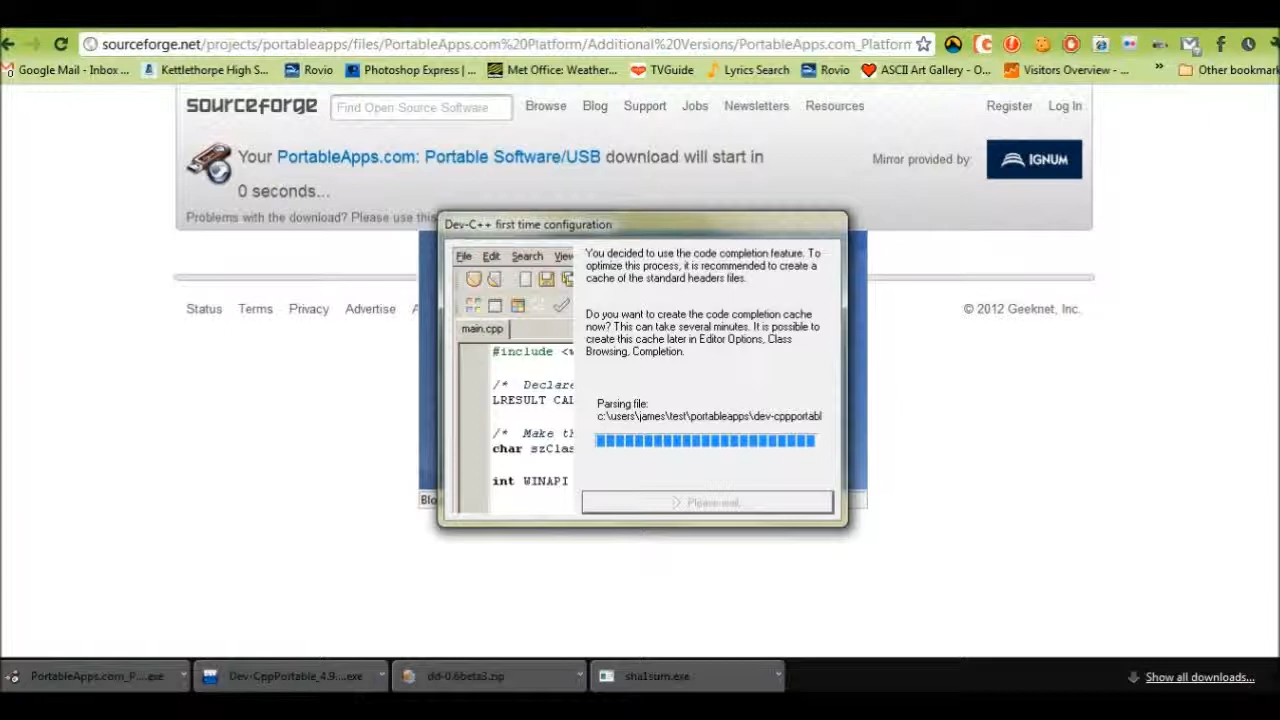 sourceforge.net/projects/portableapps/files/PortableApps.com%20Platform/Additional%20Versions/PortableApps.com_Platform
Google Mail - Inbox ...
Kettlethorpe High S...
Rovio
Photoshop Express | ...
Met Office: Weather...
TVGuide
Lyrics Search
Rovio
ASCII Art Gallery - O...
Visitors Overview - ...
»
Other bookmar
sourceforge
Find Open Source Software
Browse
Blog
Support
Jobs
Newsletters
Resources
Register
Log In
Your PortableApps.com: Portable Software/USB download will start in
0 seconds...
Mirror provided by:
IGNUM
Problems with the download? Please use this
Dev-C++ first time configuration
File
Edit
Search
View
main.cpp
#include <w
/* Declare
LRESULT CAL
/* Make th
char szClas
int WINAPI
You decided to use the code completion feature. To
optimize this process, it is recommended to create a
cache of the standard headers files.
Do you want to create the code completion cache
now? This can take several minutes. It is possible to
create this cache later in Editor Options, Class
Browsing, Completion.
Parsing file:
c:\users\james\test\portableapps\dev-cppportabl
Please wait
Status
Terms
Privacy
Advertise
© 2012 Geeknet, Inc.
Blo
PortableApps.com_P....exe
Dev-CppPortable_4.9....exe
dd-0.6beta3.zip
sha1sum.exe
Show all downloads...